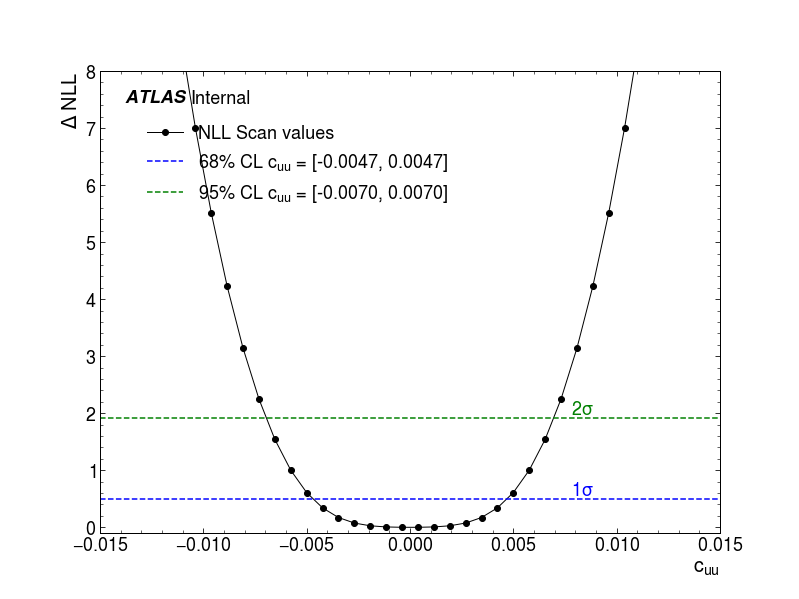 ATLAS Internal
NLL Scan values
68% CL c_uu = [-0.0047, 0.0047]
95% CL c_uu = [-0.0070, 0.0070]
Δ NLL
8
7
6
5
4
3
2
1
0
2σ
1σ
−0.015 −0.010 −0.005 0.000 0.005 0.010 0.015
c_uu